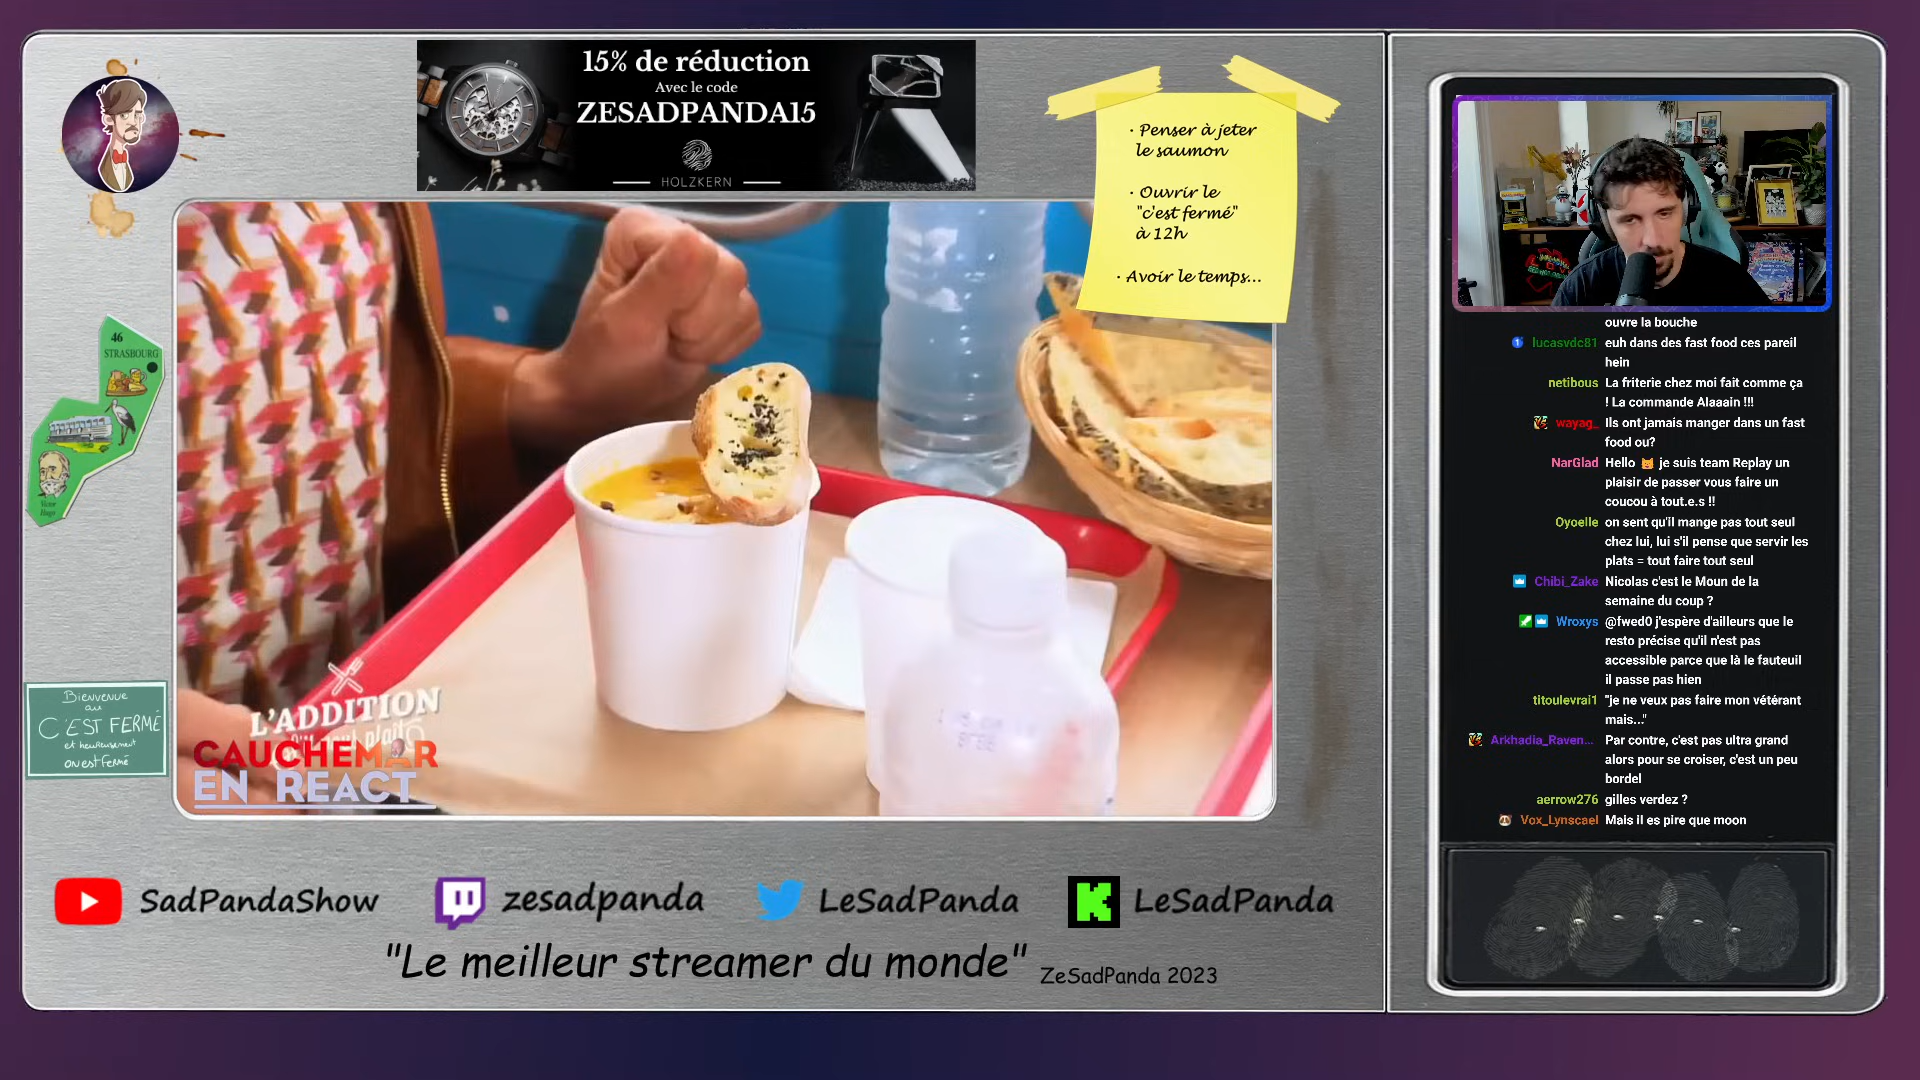 15% de réduction
Avec le code
ZESADPANDA15
HOLZKERN
· Penser à jeter
le saumon
· Ouvrir le
"c'est fermé"
à 12h
· Avoir le temps...
46
STRASBOURG
Victor
Hugo
Bienvenue
au
C'EST FERMÉ
et heureusement
on est fermé
L'ADDITION
CAUCHEMAR
EN REACT
ouvre la bouche
lucasvdc81 euh dans des fast food ces pareil
hein
netibous La friterie chez moi fait comme ça
! La commande Alaaain !!!
wayag_ Ils ont jamais manger dans un fast
food ou?
NarGlad Hello je suis team Replay un
plaisir de passer vous faire un
coucou à tout.e.s !!
Oyoelle on sent qu'il mange pas tout seul
chez lui, lui s'il pense que servir les
plats = tout faire tout seul
Chibi_Zake Nicolas c'est le Moun de la
semaine du coup ?
Wroxys @fwed0 j'espère d'ailleurs que le
resto précise qu'il n'est pas
accessible parce que là le fauteuil
il passe pas hien
titoulevrai1 "je ne veux pas faire mon vétérant
mais..."
Arkhadia_Raven... Par contre, c'est pas ultra grand
alors pour se croiser, c'est un peu
bordel
aerrow276 gilles verdez ?
Vox_Lynscael Mais il es pire que moon
SadPandaShow
zesadpanda
LeSadPanda
LeSadPanda
"Le meilleur streamer du monde" ZeSadPanda 2023